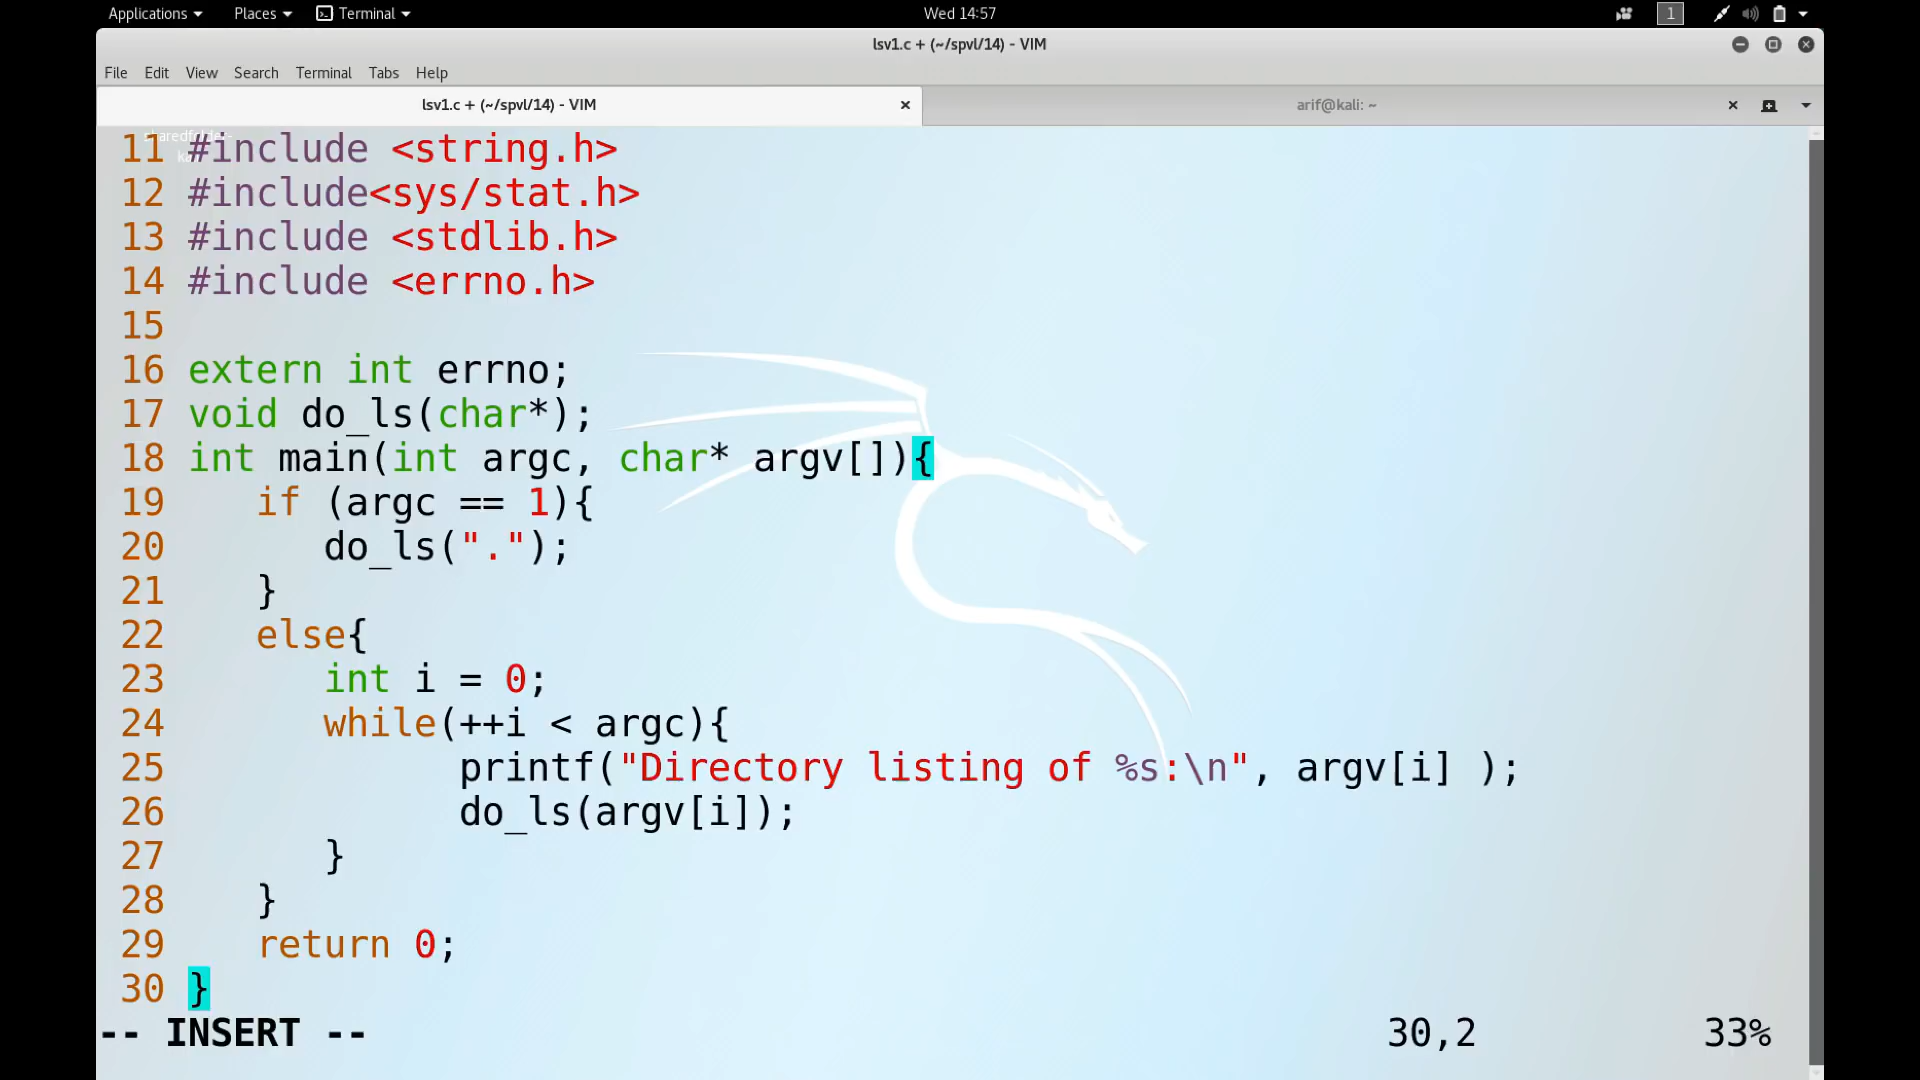 Applications Places Terminal Wed 14:57 1
lsv1.c + (~/spvl/14) - VIM
File Edit View Search Terminal Tabs Help
lsv1.c + (~/spvl/14) - VIM arif@kali: ~
11 #include <string.h>
12 #include<sys/stat.h>
13 #include <stdlib.h>
14 #include <errno.h>
15
16 extern int errno;
17 void do_ls(char*);
18 int main(int argc, char* argv[]){
19    if (argc == 1){
20       do_ls(".");
21    }
22    else{
23       int i = 0;
24       while(++i < argc){
25             printf("Directory listing of %s:\n", argv[i] );
26             do_ls(argv[i]);
27       }
28    }
29    return 0;
30 }
-- INSERT -- 30,2 33%